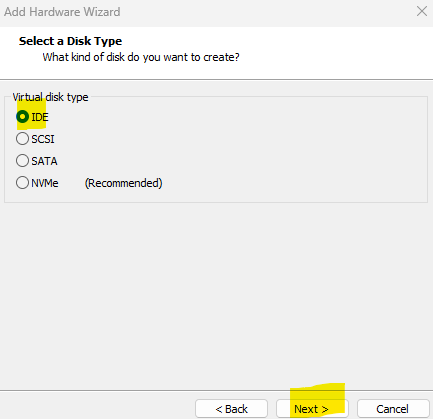 Add Hardware Wizard
Select a Disk Type
What kind of disk do you want to create?
Virtual disk type
IDE
SCSI
SATA
NVMe (Recommended)
< Back Next > Cancel